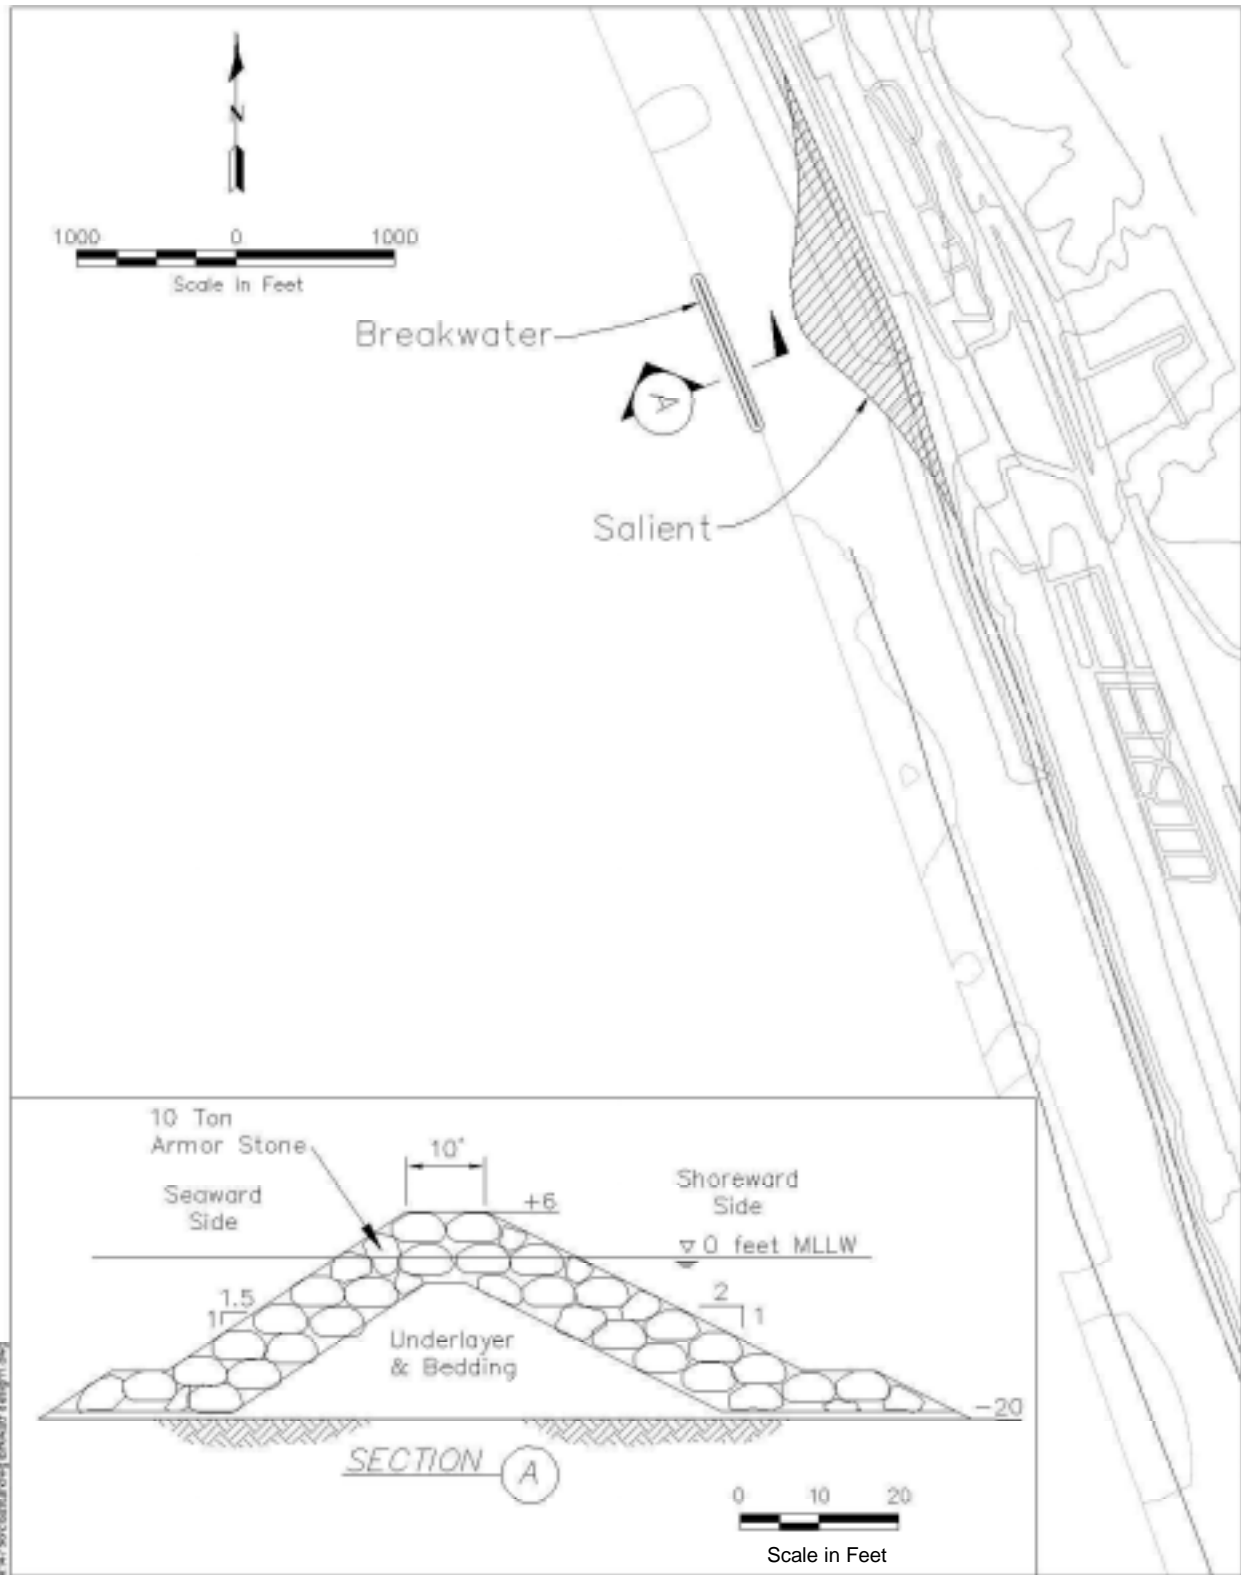 N
1000 0 1000
Scale in Feet
Breakwater
A
Salient
10 Ton
Armor Stone
10'
Seaward
Side
+6
Shoreward
Side
0 feet MLLW
1.5
1
2
1
Underlayer
& Bedding
-20
SECTION A
0 10 20
Scale in Feet